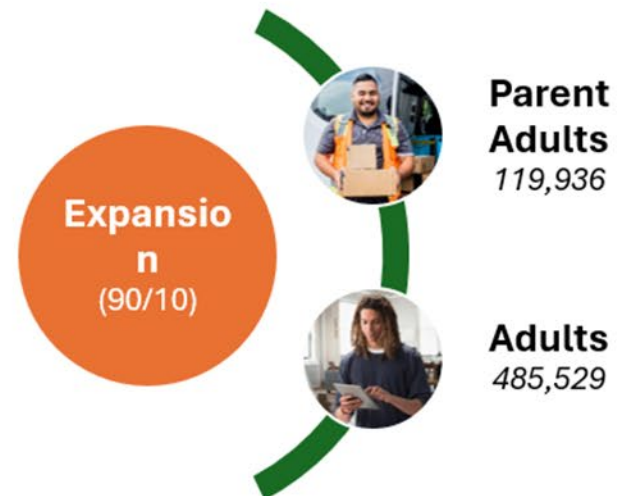 Expansio
n
(90/10)
Parent
Adults
119,936
Adults
485,529